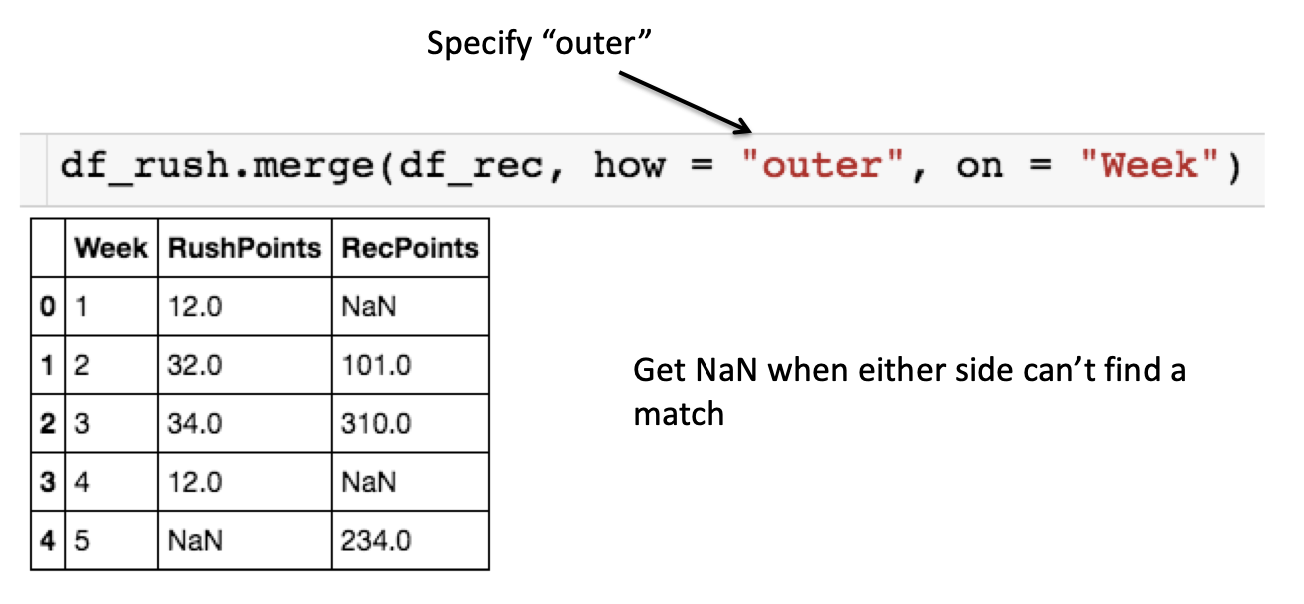 Specify “outer”
df_rush.merge(df_rec, how = "outer", on = "Week")
Week RushPoints RecPoints
0 1 12.0 NaN
1 2 32.0 101.0
2 3 34.0 310.0
3 4 12.0 NaN
4 5 NaN 234.0
Get NaN when either side can’t find a
match